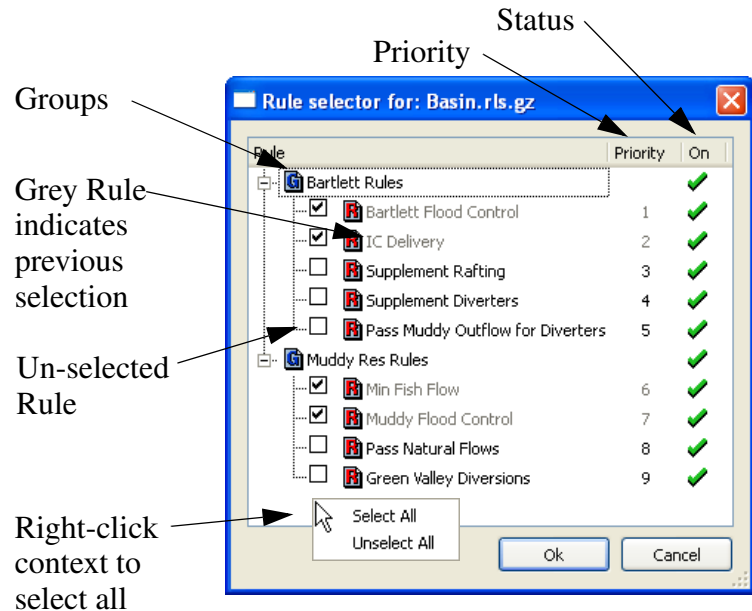 Status
Priority
Groups
Rule selector for: Basin.rls.gz
Rule Priority On
G Bartlett Rules
Grey Rule
indicates
previous
selection
R Bartlett Flood Control 1
R IC Delivery 2
R Supplement Rafting 3
R Supplement Diverters 4
R Pass Muddy Outflow for Diverters 5
Un-selected
Rule
G Muddy Res Rules
R Min Fish Flow 6
R Muddy Flood Control 7
R Pass Natural Flows 8
R Green Valley Diversions 9
Right-click
context to
select all
Select All
Unselect All
Ok Cancel